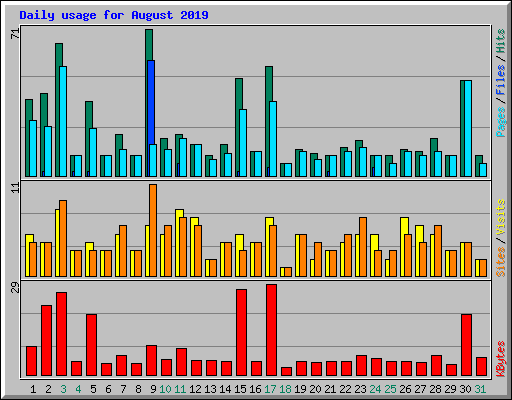 Daily usage for August 2019
71
Pages / Files / Hits
11
Sites / Visits
29
KBytes
1 2 3 4 5 6 7 8 9 10 11 12 13 14 15 16 17 18 19 20 21 22 23 24 25 26 27 28 29 30 31